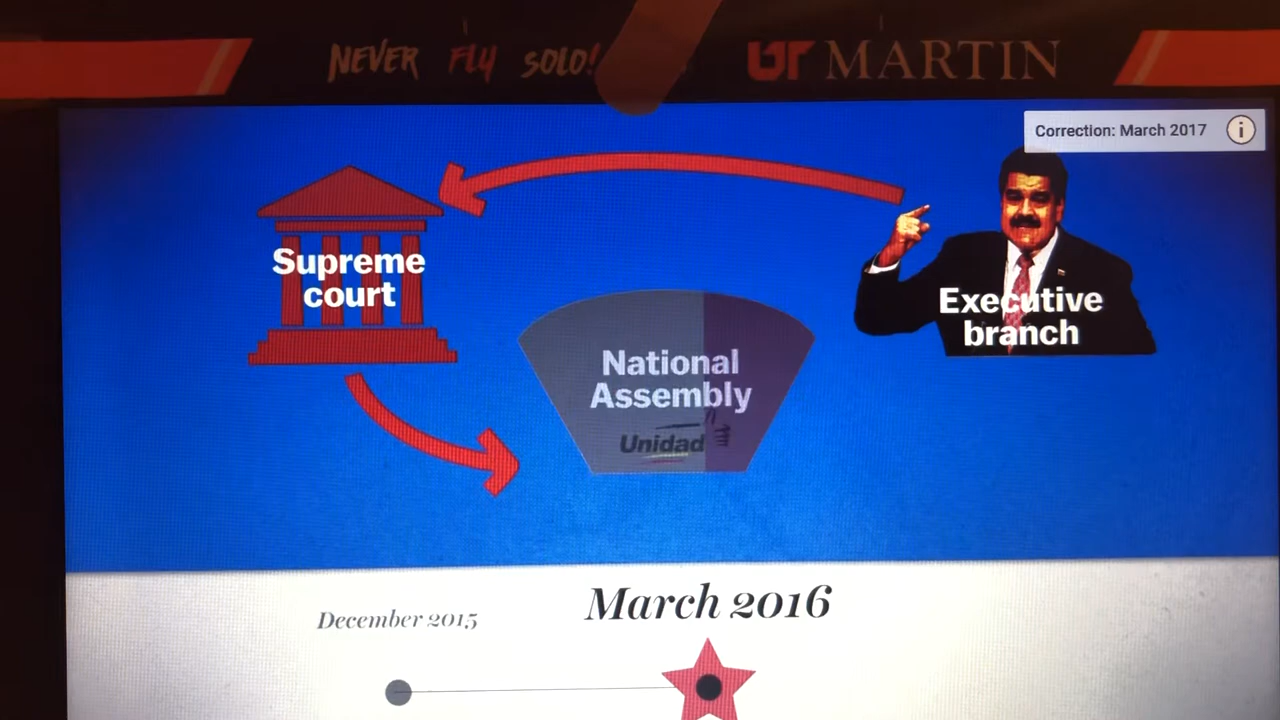 NEVER FLY SOLO!
UT MARTIN
Correction: March 2017
Supreme
court
Executive
branch
National
Assembly
Unidad
December 2015
March 2016